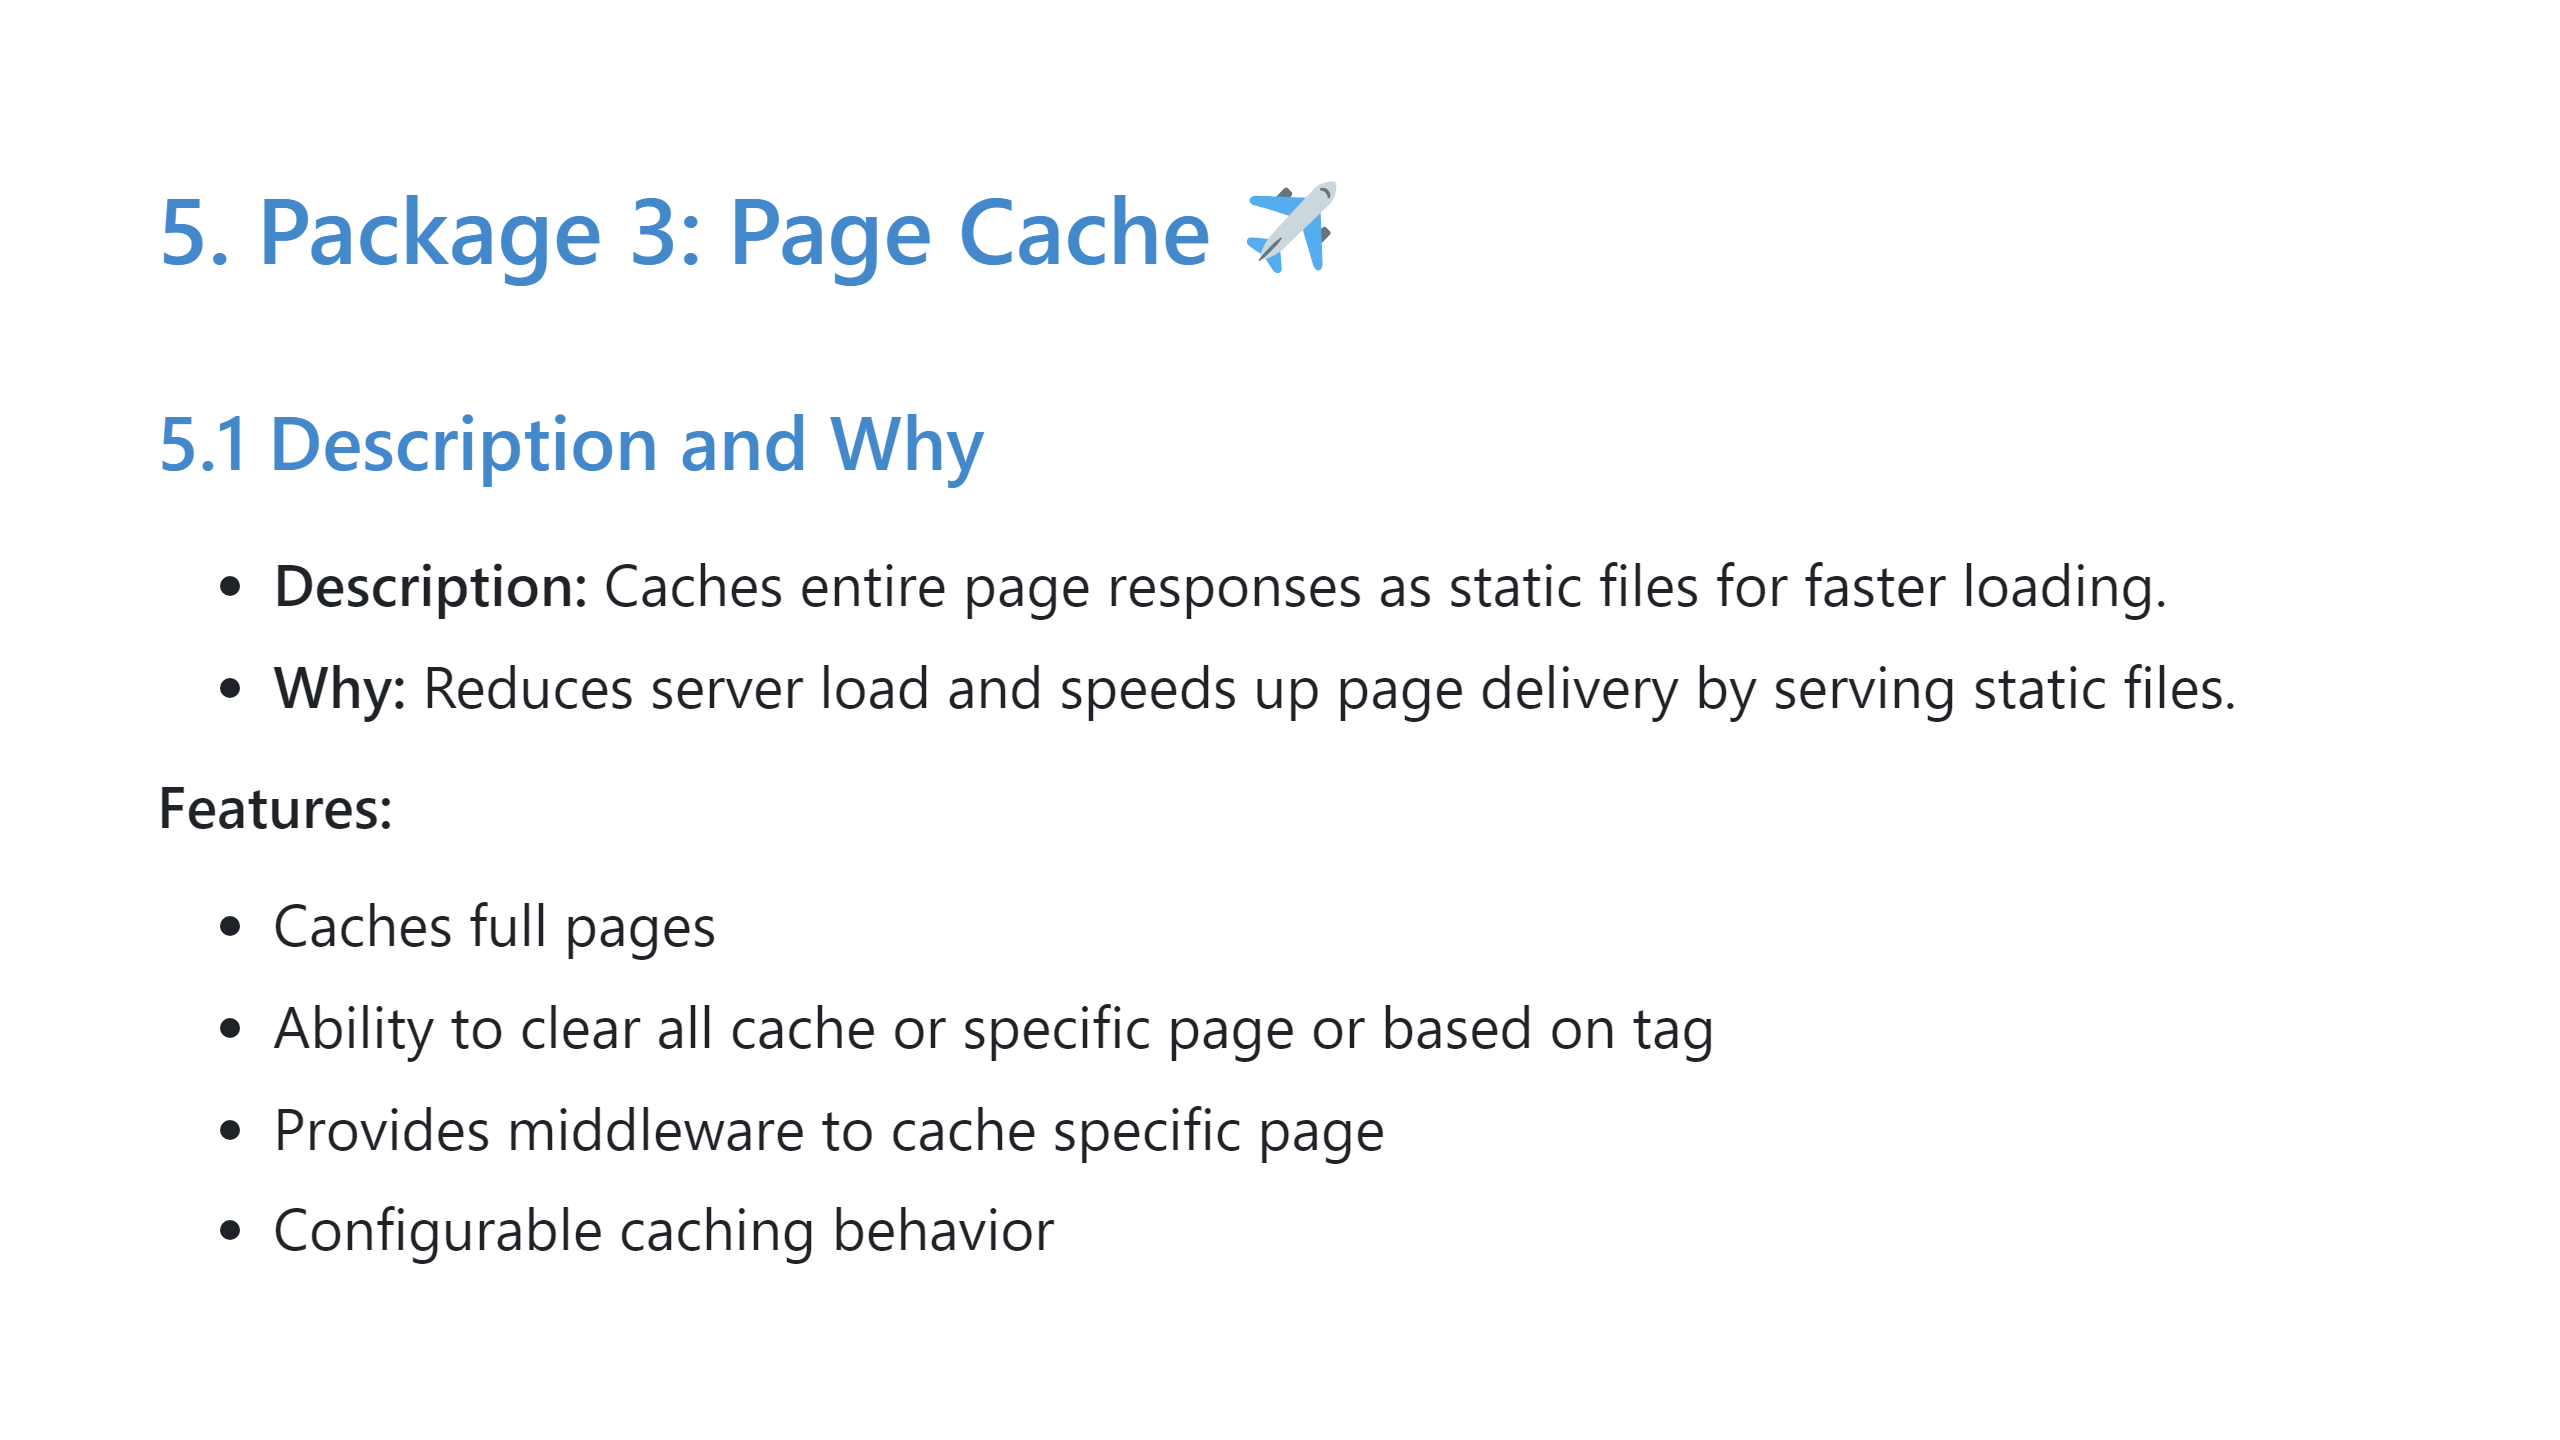 5. Package 3: Page Cache ✈️
5.1 Description and Why
• Description: Caches entire page responses as static files for faster loading.
• Why: Reduces server load and speeds up page delivery by serving static files.
Features:
• Caches full pages
• Ability to clear all cache or specific page or based on tag
• Provides middleware to cache specific page
• Configurable caching behavior